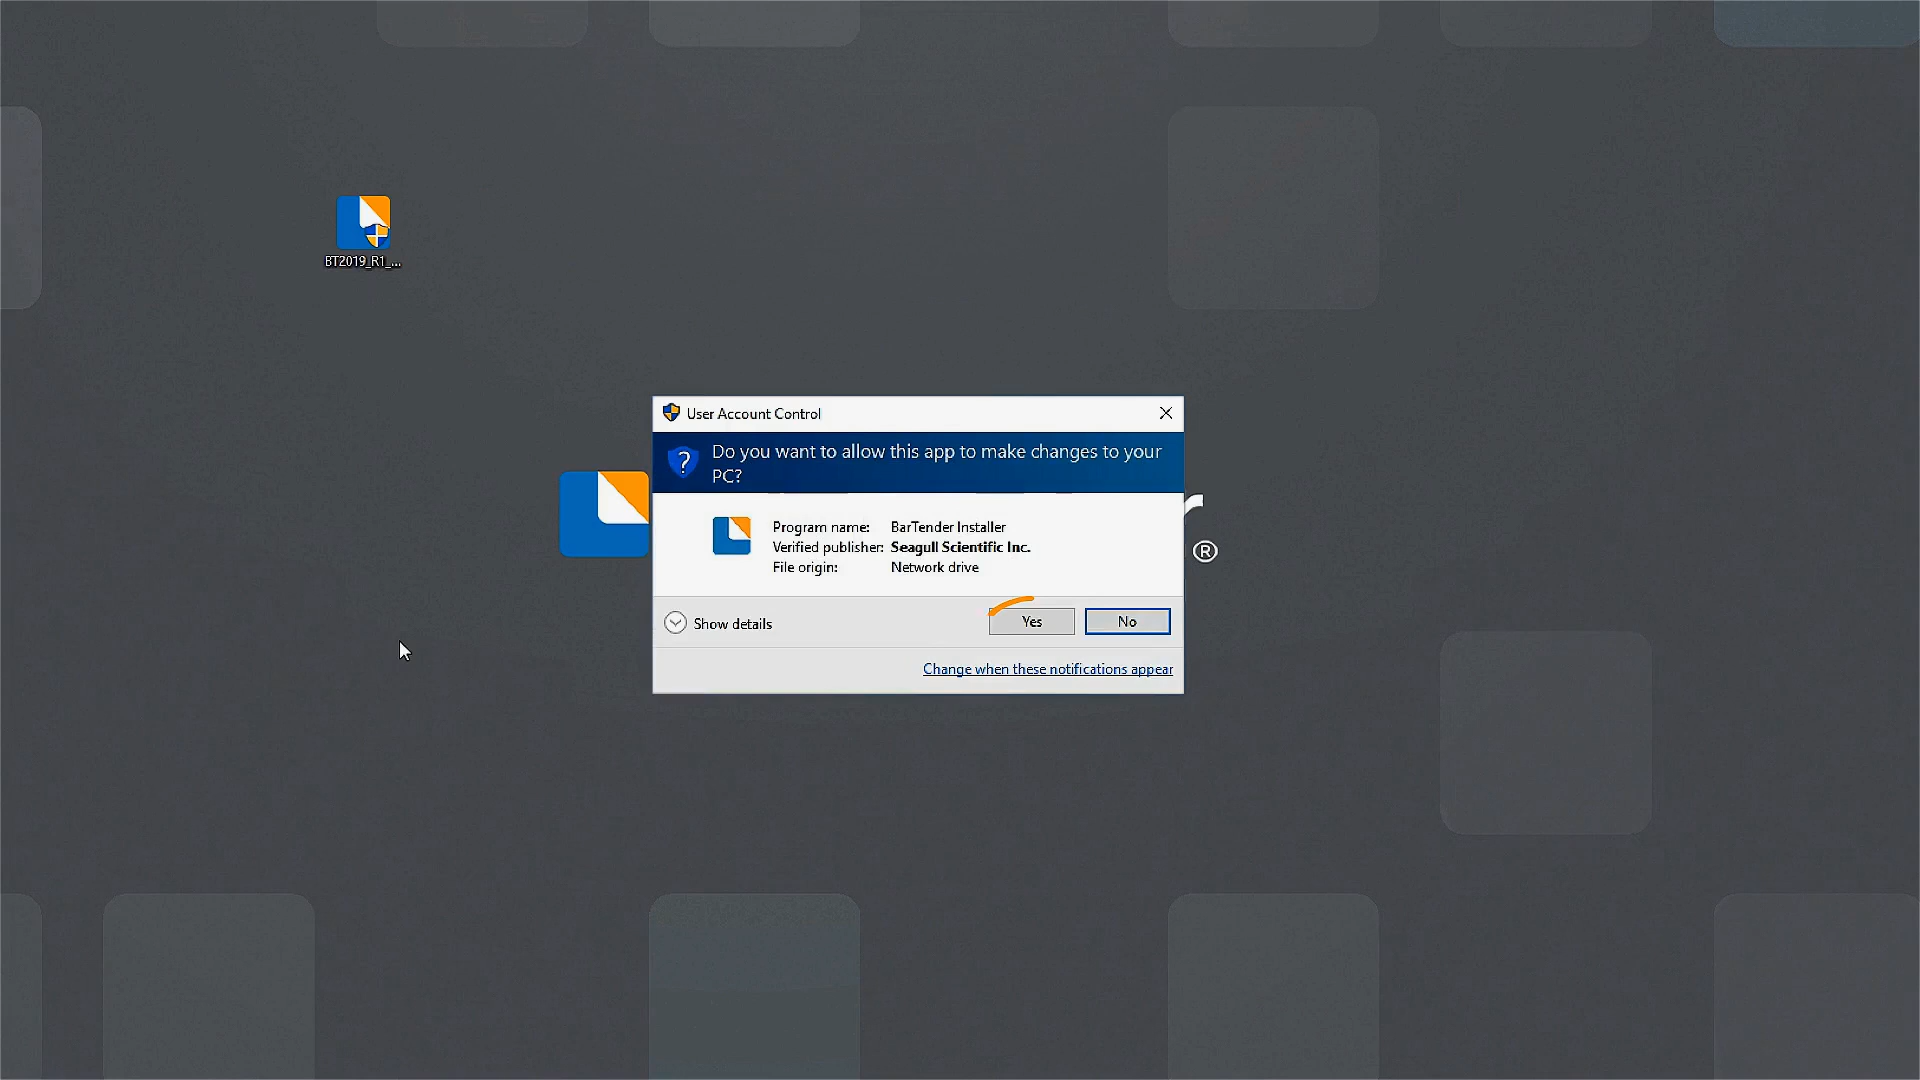 BT2019_R1_...
User Account Control
Do you want to allow this app to make changes to your
PC?
Program name: BarTender Installer
Verified publisher: Seagull Scientific Inc.
File origin: Network drive
®
Show details
Yes
No
Change when these notifications appear